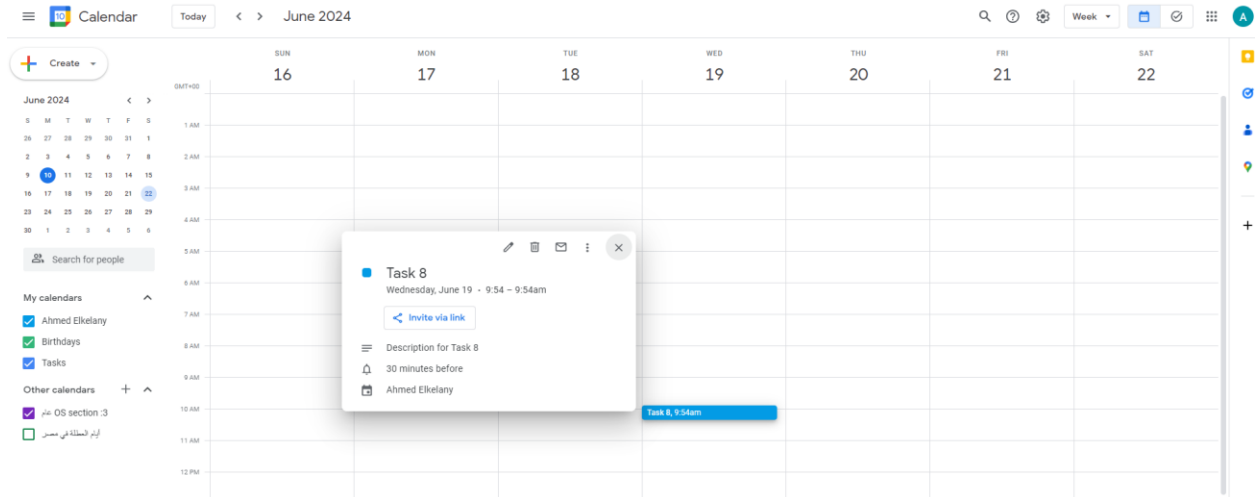 10 Calendar Today June 2024 Week A
Create
June 2024
S M T W T F S
26 27 28 29 30 31 1
2 3 4 5 6 7 8
9 10 11 12 13 14 15
16 17 18 19 20 21 22
23 24 25 26 27 28 29
30 1 2 3 4 5 6
Search for people
My calendars
Ahmed Elkelany
Birthdays
Tasks
Other calendars
عام OS section :3
أيام العطلة في مصر
SUN MON TUE WED THU FRI SAT
16 17 18 19 20 21 22
GMT+00
1 AM
2 AM
3 AM
4 AM
5 AM
6 AM
7 AM
8 AM
9 AM
10 AM
11 AM
12 PM
Task 8
Wednesday, June 19 · 9:54 – 9:54am
Invite via link
Description for Task 8
30 minutes before
Ahmed Elkelany
Task 8, 9:54am